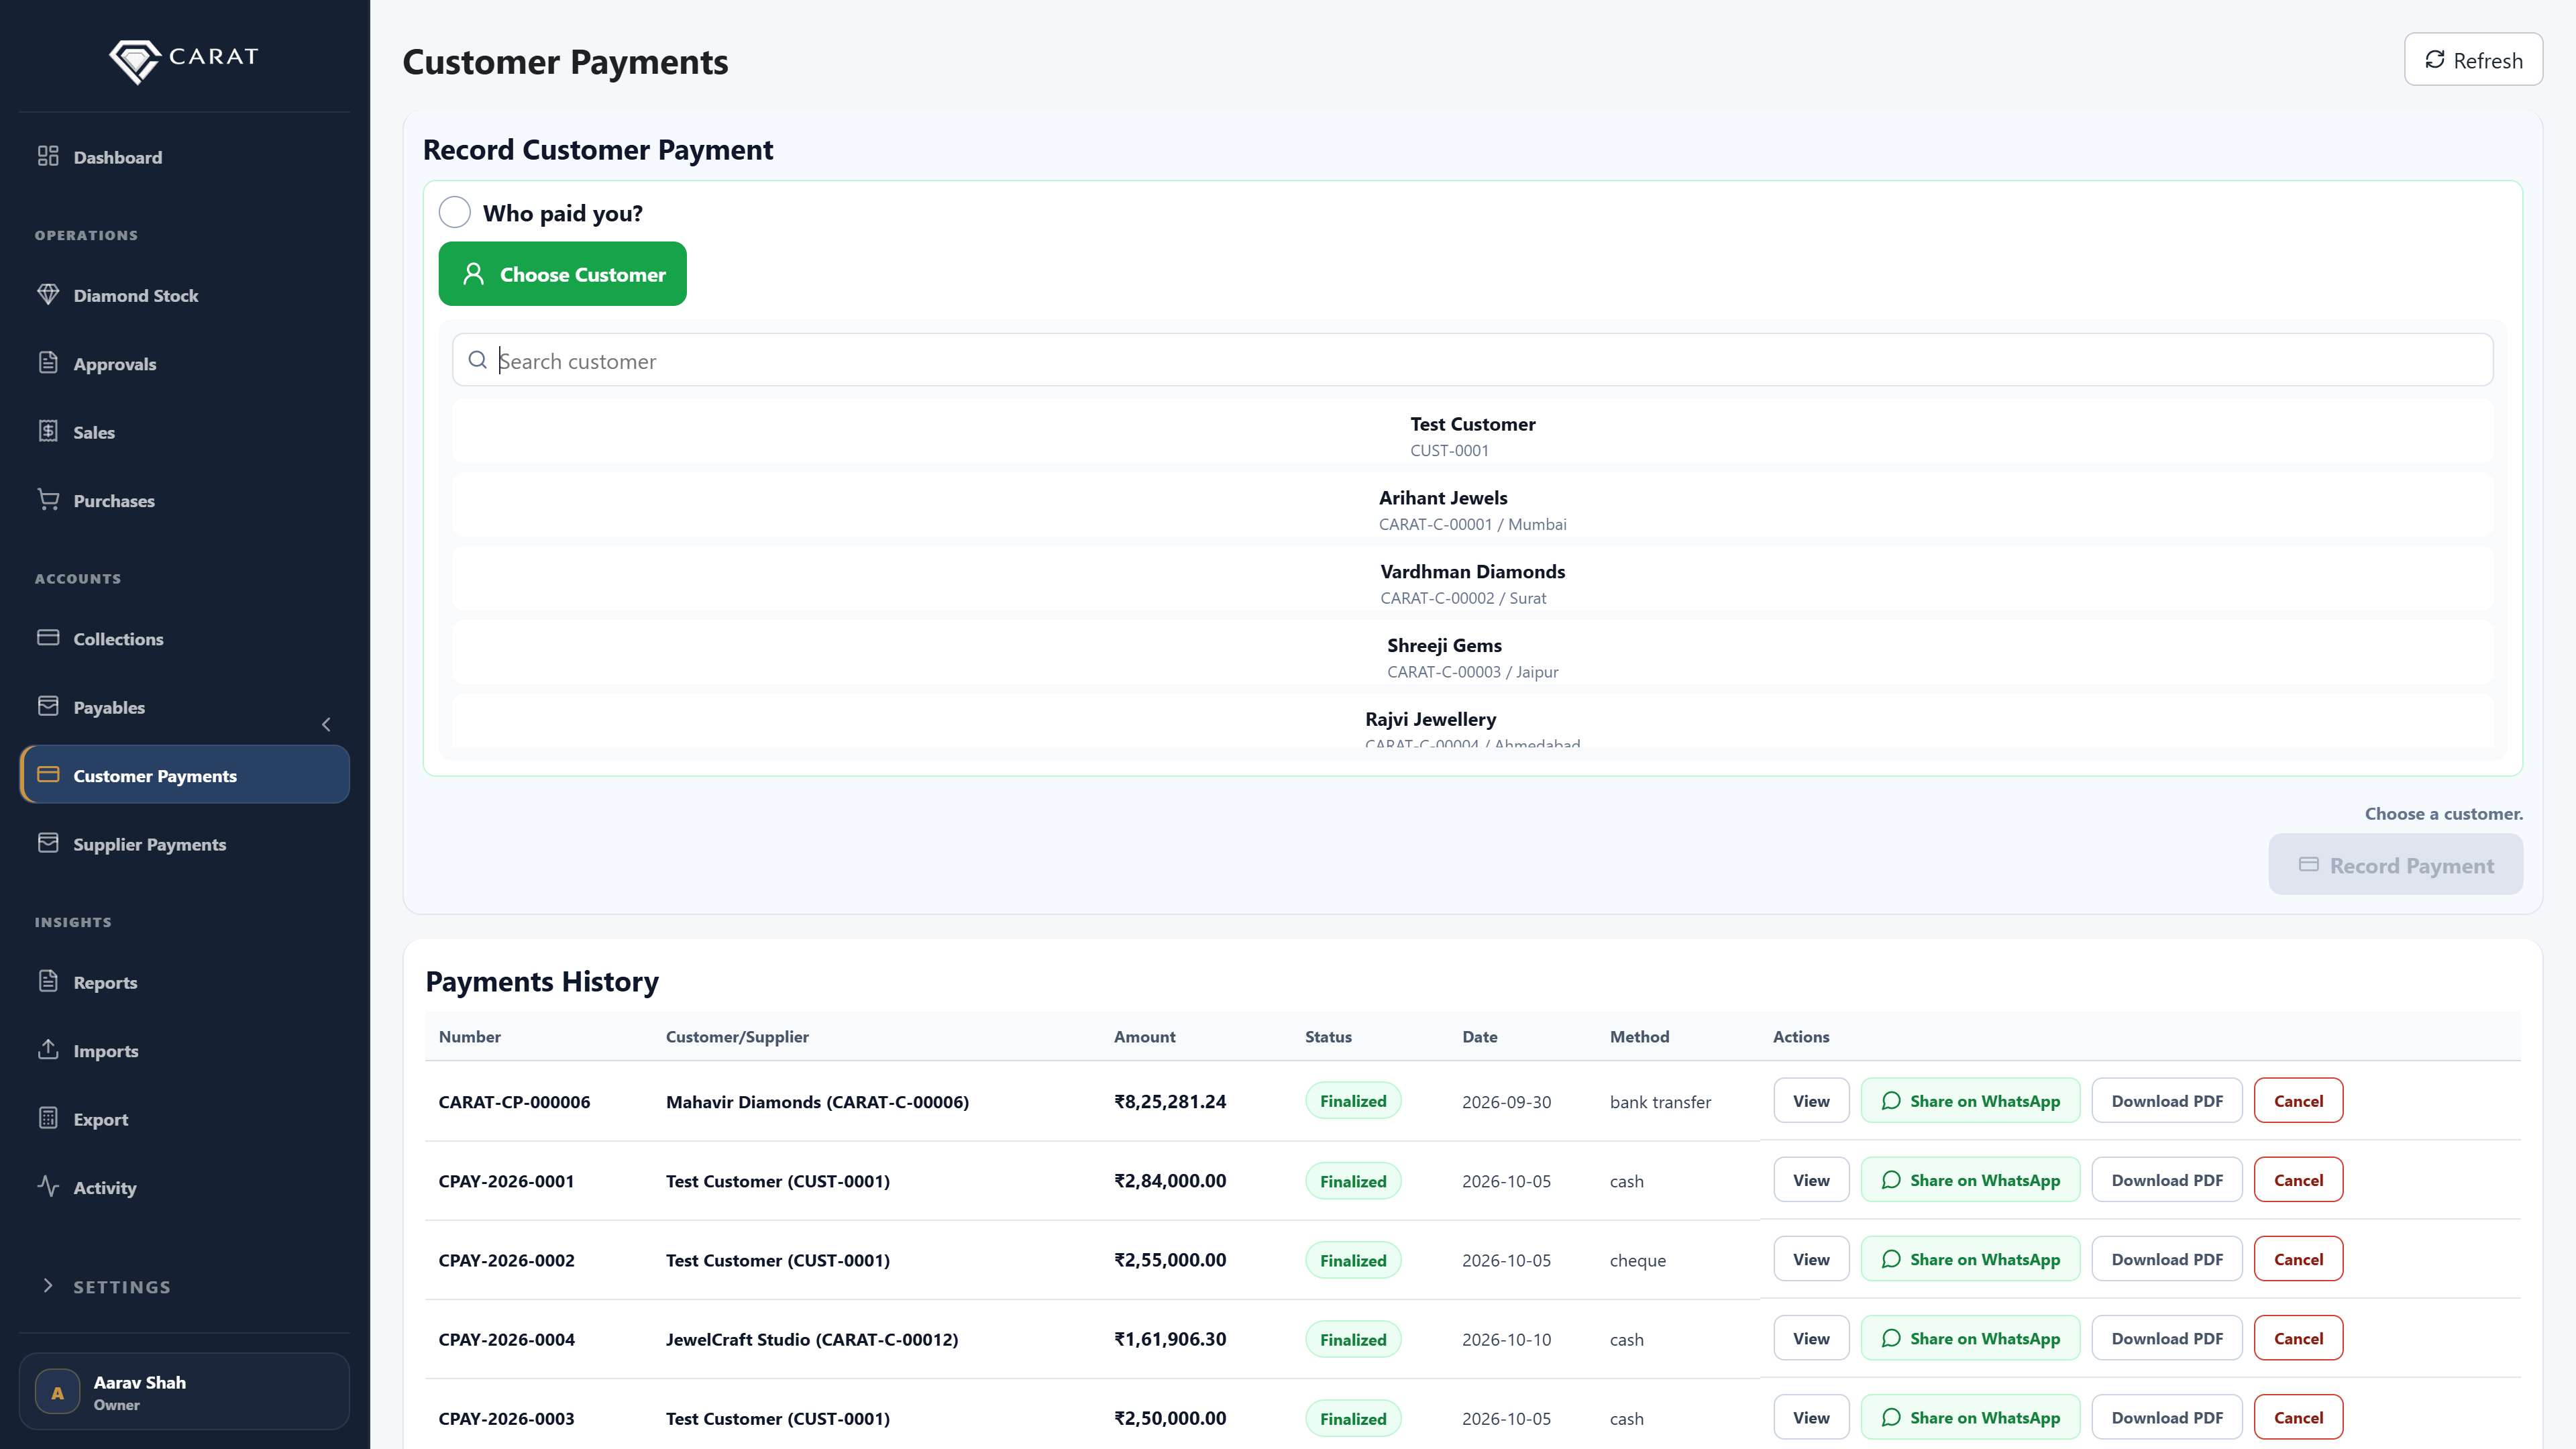 CARAT
Dashboard
OPERATIONS
Diamond Stock
Approvals
Sales
Purchases
ACCOUNTS
Collections
Payables
Customer Payments
Supplier Payments
INSIGHTS
Reports
Imports
Export
Activity
SETTINGS
A
Aarav Shah
Owner
Customer Payments
Refresh
Record Customer Payment
Who paid you?
Choose Customer
Search customer
Test Customer
CUST-0001
Arihant Jewels
CARAT-C-00001 / Mumbai
Vardhman Diamonds
CARAT-C-00002 / Surat
Shreeji Gems
CARAT-C-00003 / Jaipur
Rajvi Jewellery
CARAT-C-00004 / Ahmedabad
Choose a customer.
Record Payment
Payments History
Number Customer/Supplier Amount Status Date Method Actions
CARAT-CP-000006 Mahavir Diamonds (CARAT-C-00006) ₹8,25,281.24 Finalized 2026-09-30 bank transfer View Share on WhatsApp Download PDF Cancel
CPAY-2026-0001 Test Customer (CUST-0001) ₹2,84,000.00 Finalized 2026-10-05 cash View Share on WhatsApp Download PDF Cancel
CPAY-2026-0002 Test Customer (CUST-0001) ₹2,55,000.00 Finalized 2026-10-05 cheque View Share on WhatsApp Download PDF Cancel
CPAY-2026-0004 JewelCraft Studio (CARAT-C-00012) ₹1,61,906.30 Finalized 2026-10-10 cash View Share on WhatsApp Download PDF Cancel
CPAY-2026-0003 Test Customer (CUST-0001) ₹2,50,000.00 Finalized 2026-10-05 cash View Share on WhatsApp Download PDF Cancel